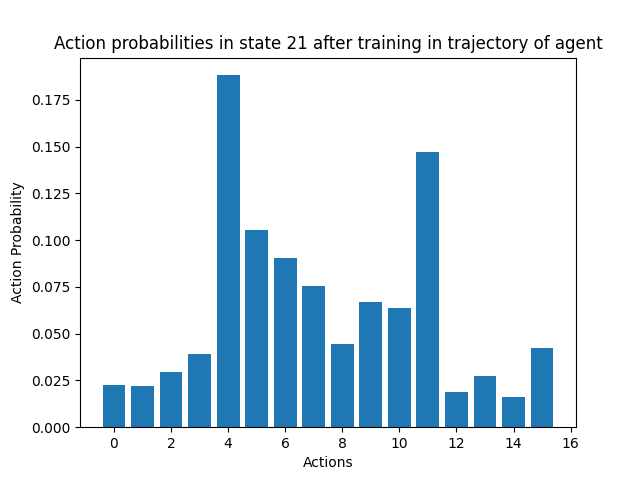 Action probabilities in state 21 after training in trajectory of agent
0.175
0.150
0.125
0.100
0.075
0.050
0.025
0.000
Action Probability
0 2 4 6 8 10 12 14 16
Actions